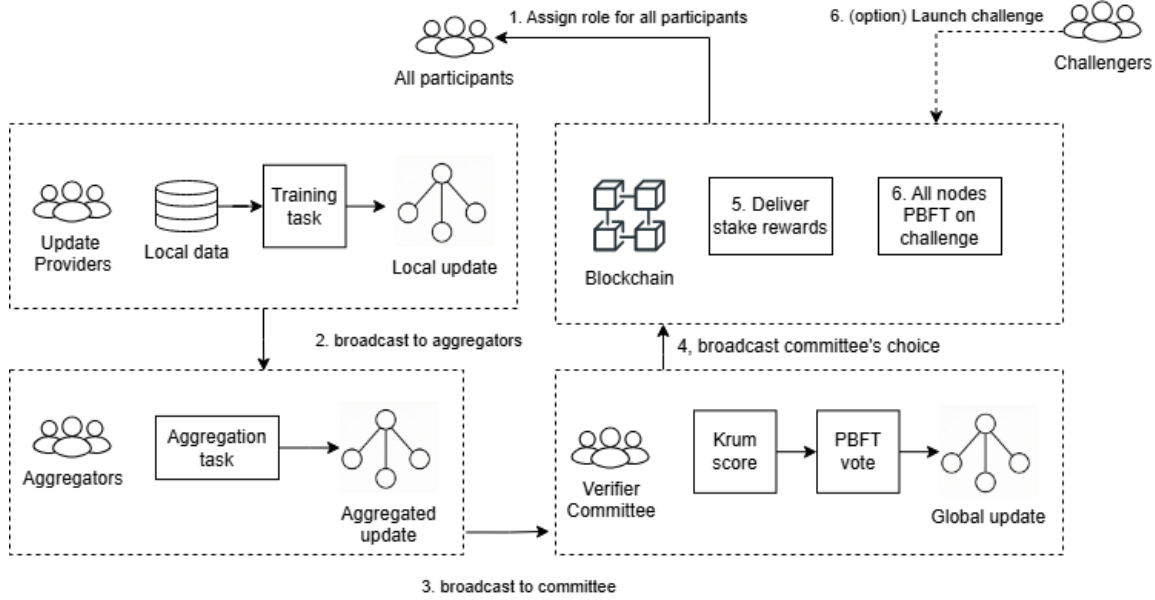 1. Assign role for all participants
6. (option) Launch challenge
All participants
Challengers
Update
Providers
Local data
Training
task
Local update
Blockchain
5. Deliver
stake rewards
6. All nodes
PBFT on
challenge
2. broadcast to aggregators
4, broadcast committee's choice
Aggregators
Aggregation
task
Aggregated
update
Verifier
Committee
Krum
score
PBFT
vote
Global update
3. broadcast to committee